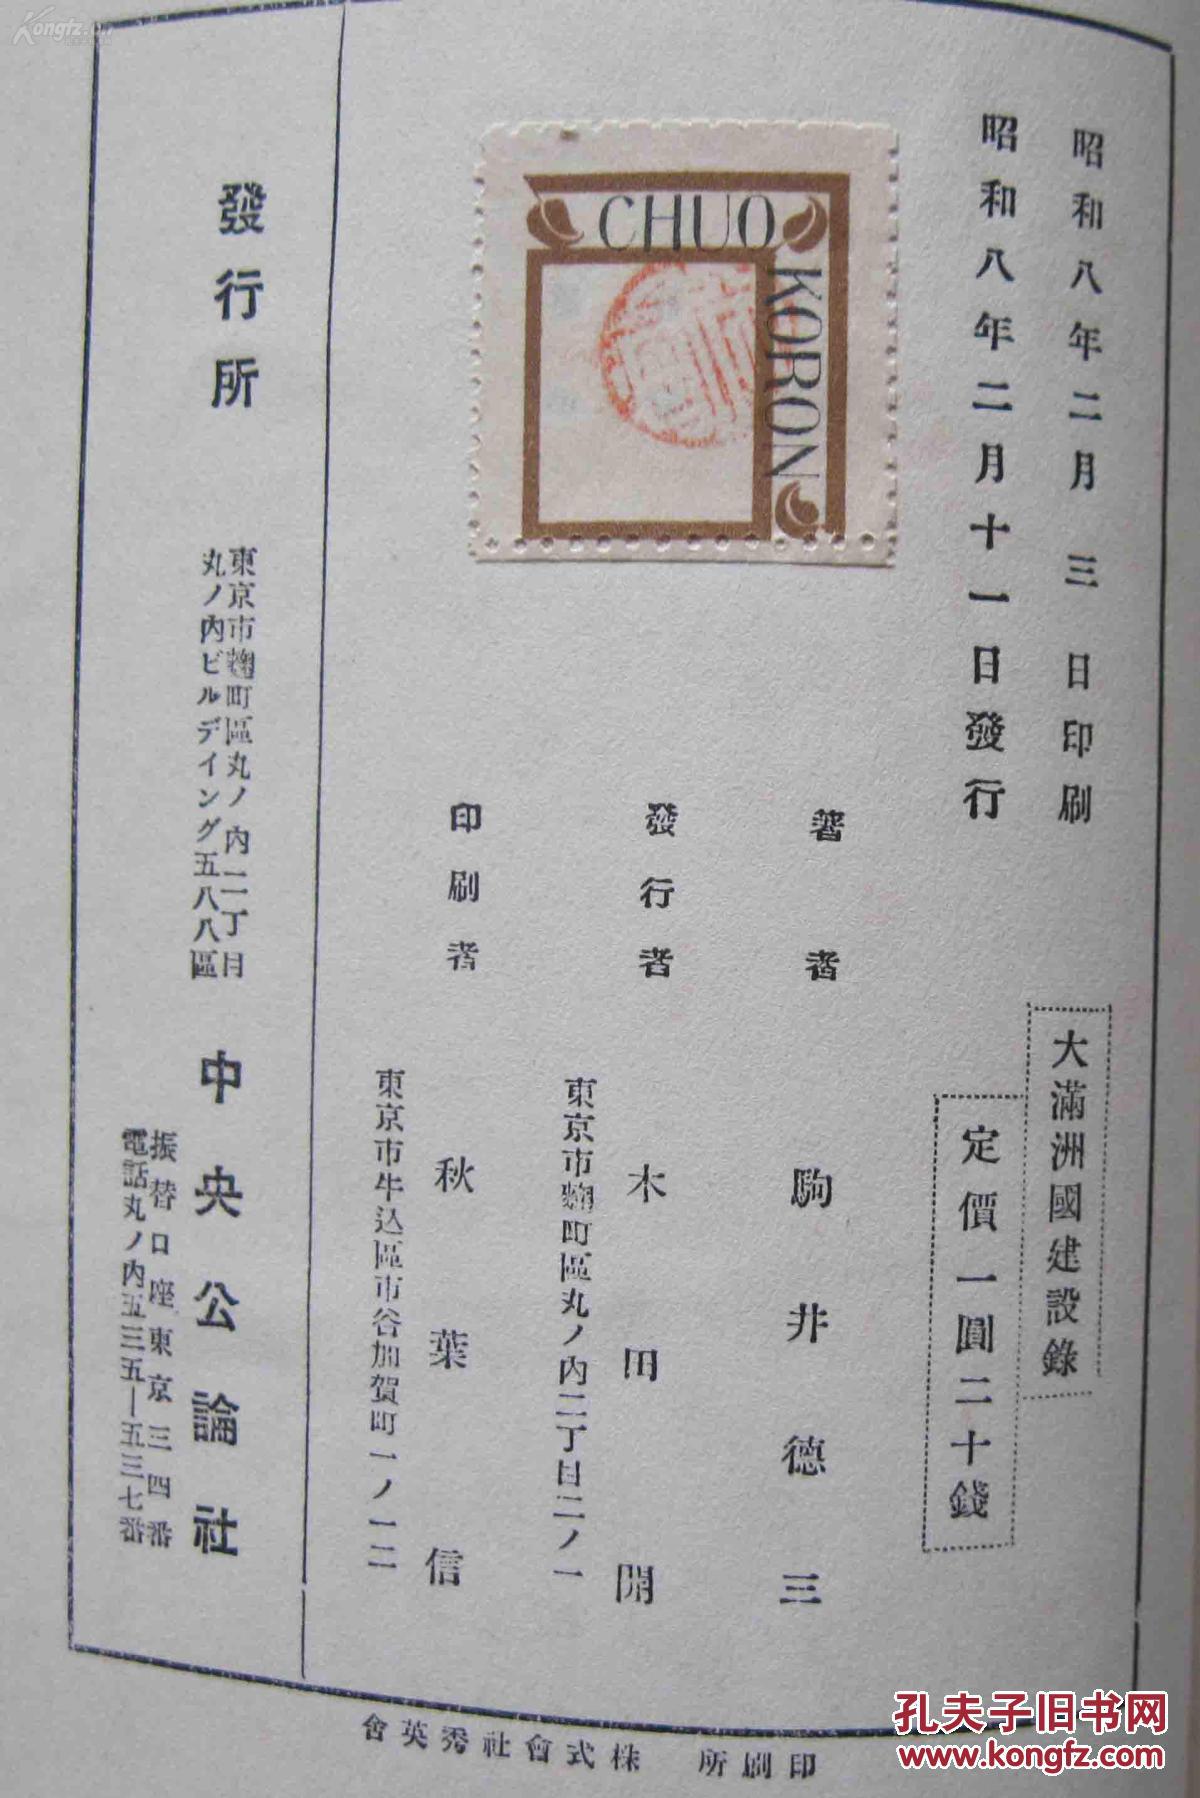 昭和八年二月三日印刷
昭和八年二月十一日發行
大滿洲國建設錄
定價一圓二十錢
CHUO
KORON
著者 駒井德三
發行者 木田開
東京市麴町區丸ノ內二丁目二ノ一
印刷者 秋葉信
東京市牛込區市谷加賀町一ノ一二
發行所
東京市麴町區丸ノ內二丁目
丸ノ內ビルデイング五八八區
中央公論社
振替口座東京三四番
電話丸ノ內五三五―五三七番
印刷所 株式會社秀英會
孔夫子旧书网
www.kongfz.com
Kongfz.cn